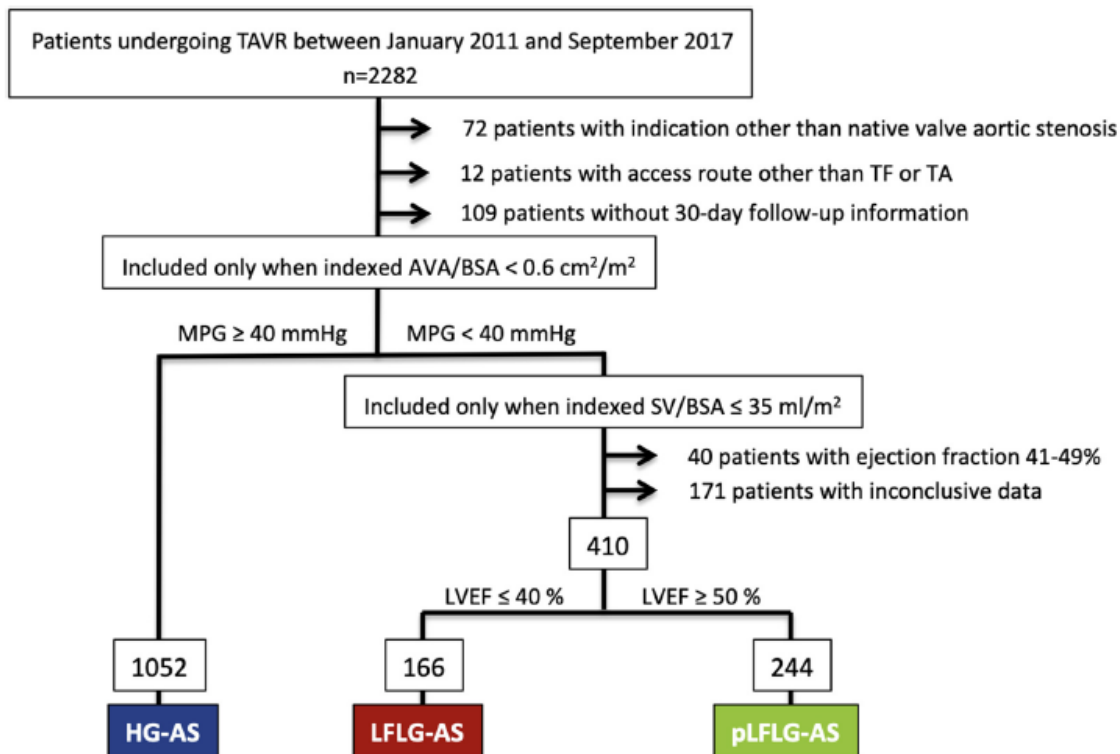 Patients undergoing TAVR between January 2011 and September 2017
n=2282
72 patients with indication other than native valve aortic stenosis
12 patients with access route other than TF or TA
109 patients without 30-day follow-up information
Included only when indexed AVA/BSA < 0.6 cm²/m²
MPG ≥ 40 mmHg
MPG < 40 mmHg
Included only when indexed SV/BSA ≤ 35 ml/m²
40 patients with ejection fraction 41-49%
171 patients with inconclusive data
410
LVEF ≤ 40 %
LVEF ≥ 50 %
1052
166
244
HG-AS
LFLG-AS
pLFLG-AS